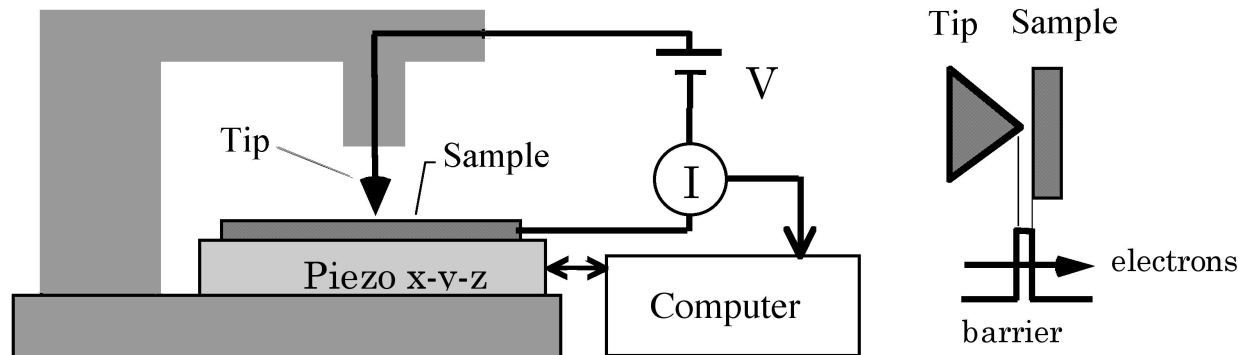 Tip
Sample
V
Tip
Sample
I
Piezo x-y-z
electrons
Computer
barrier